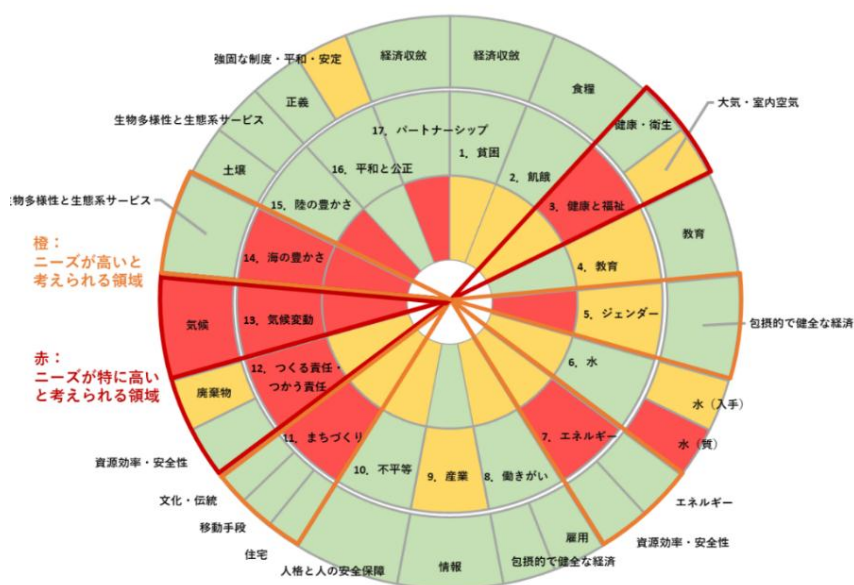 強固な制度・平和・安定
経済収斂
経済収斂
食糧
大気・室内空気
健康・衛生
正義
生物多様性と生態系サービス
土壌
生物多様性と生態系サービス
教育
17. パートナーシップ
1. 貧困
16. 平和と公正
2. 飢餓
15. 陸の豊かさ
3. 健康と福祉
14. 海の豊かさ
4. 教育
橙:
ニーズが高いと
考えられる領域
気候
13. 気候変動
5. ジェンダー
包摂的で健全な経済
赤:
ニーズが特に高い
と考えられる領域
12. つくる責任・
つかう責任
6. 水
廃棄物
水(入手)
水(質)
11. まちづくり
7. エネルギー
資源効率・安全性
10. 不平等
9. 産業
8. 働きがい
文化・伝統
移動手段
住宅
エネルギー
資源効率・安全性
雇用
包摂的で健全な経済
人格と人の安全保障
情報